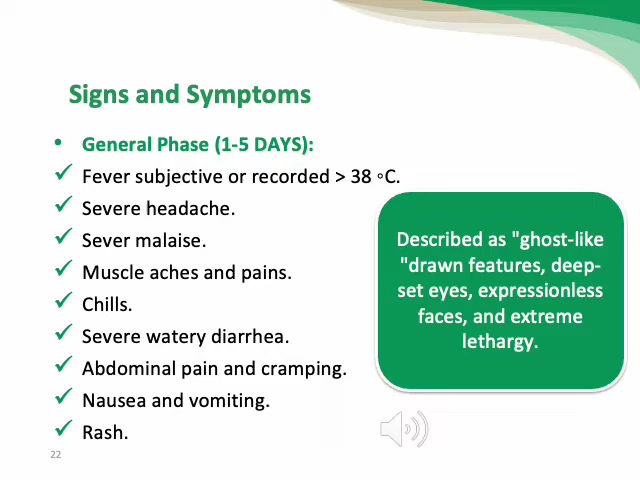 Signs and Symptoms
• General Phase (1-5 DAYS):
✓ Fever subjective or recorded > 38 ◦C.
✓ Severe headache.
✓ Sever malaise.
✓ Muscle aches and pains.
✓ Chills.
✓ Severe watery diarrhea.
✓ Abdominal pain and cramping.
✓ Nausea and vomiting.
✓ Rash.
Described as "ghost-like
"drawn features, deep-
set eyes, expressionless
faces, and extreme
lethargy.
22